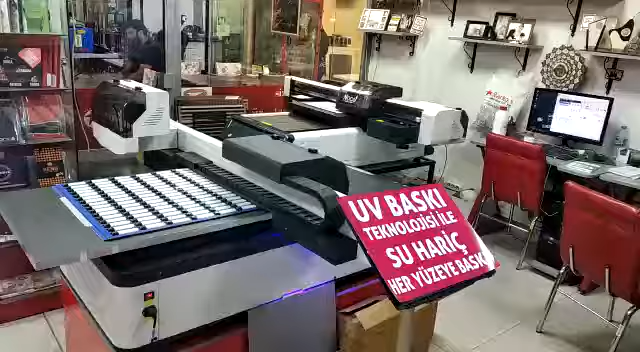 UV BASKI
TEKNOLOJİSİ İLE
SU HARİÇ
HER YÜZEYE BASKI